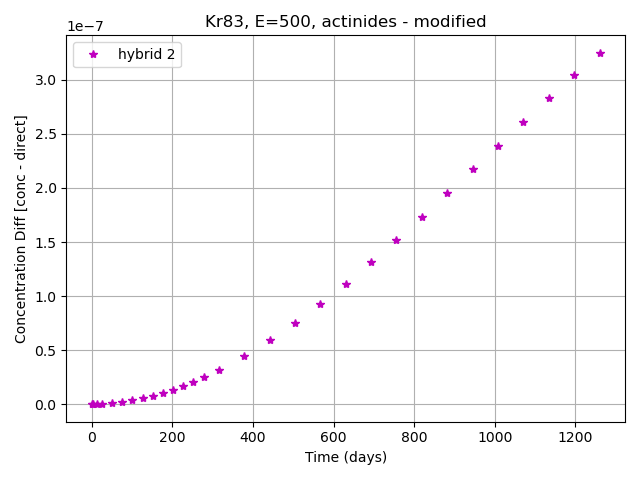 Kr83, E=500, actinides - modified
1e−7
hybrid 2
3.0
2.5
2.0
1.5
1.0
0.5
0.0
Concentration Diff [conc - direct]
0 200 400 600 800 1000 1200
Time (days)